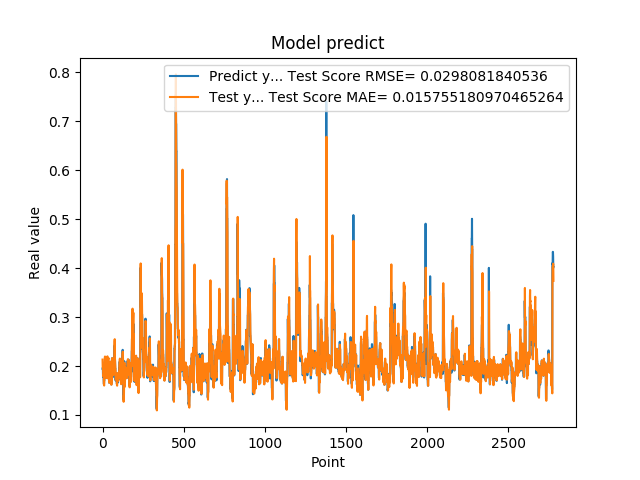 Model predict
Predict y... Test Score RMSE= 0.0298081840536
Test y... Test Score MAE= 0.015755180970465264
0.8
0.7
0.6
0.5
0.4
0.3
0.2
0.1
Real value
0 500 1000 1500 2000 2500
Point